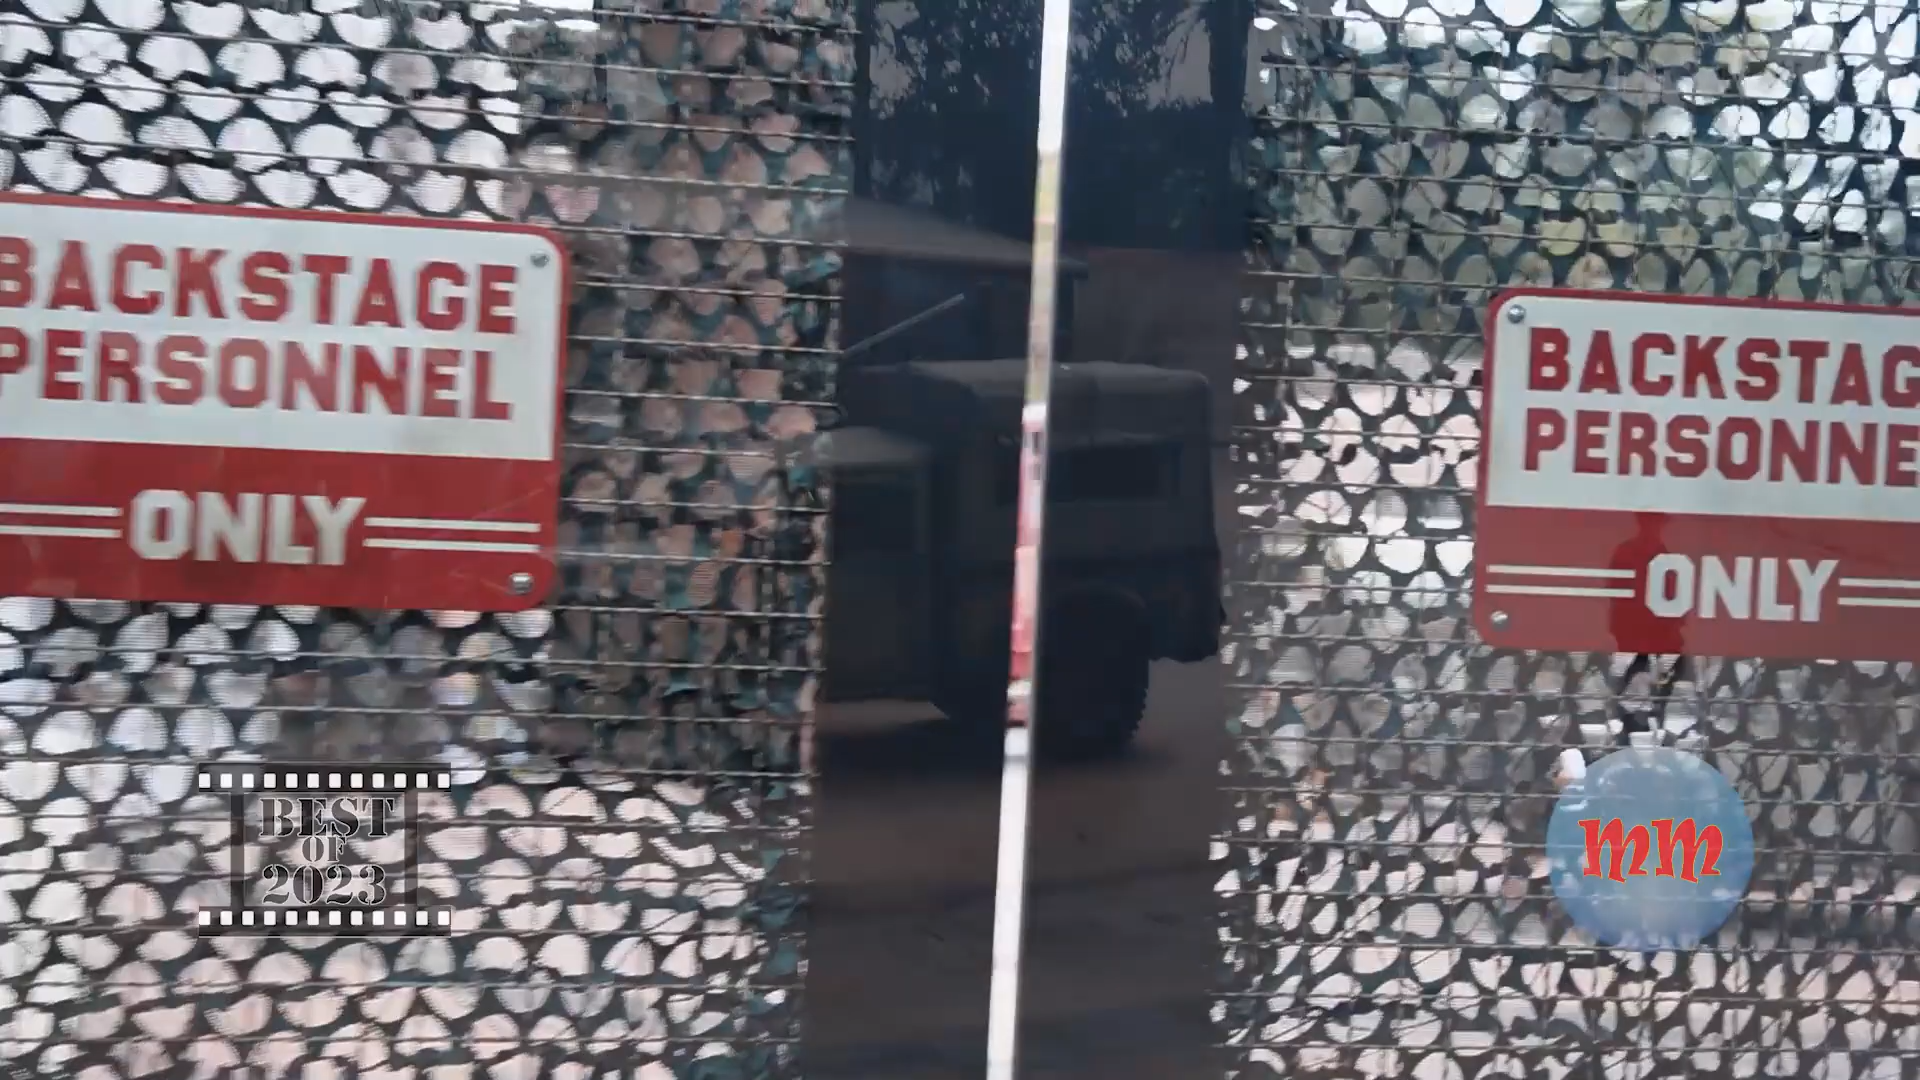 BACKSTAGE
PERSONNEL
ONLY
BACKSTAG
PERSONNE
ONLY
BEST
OF
2023
MM